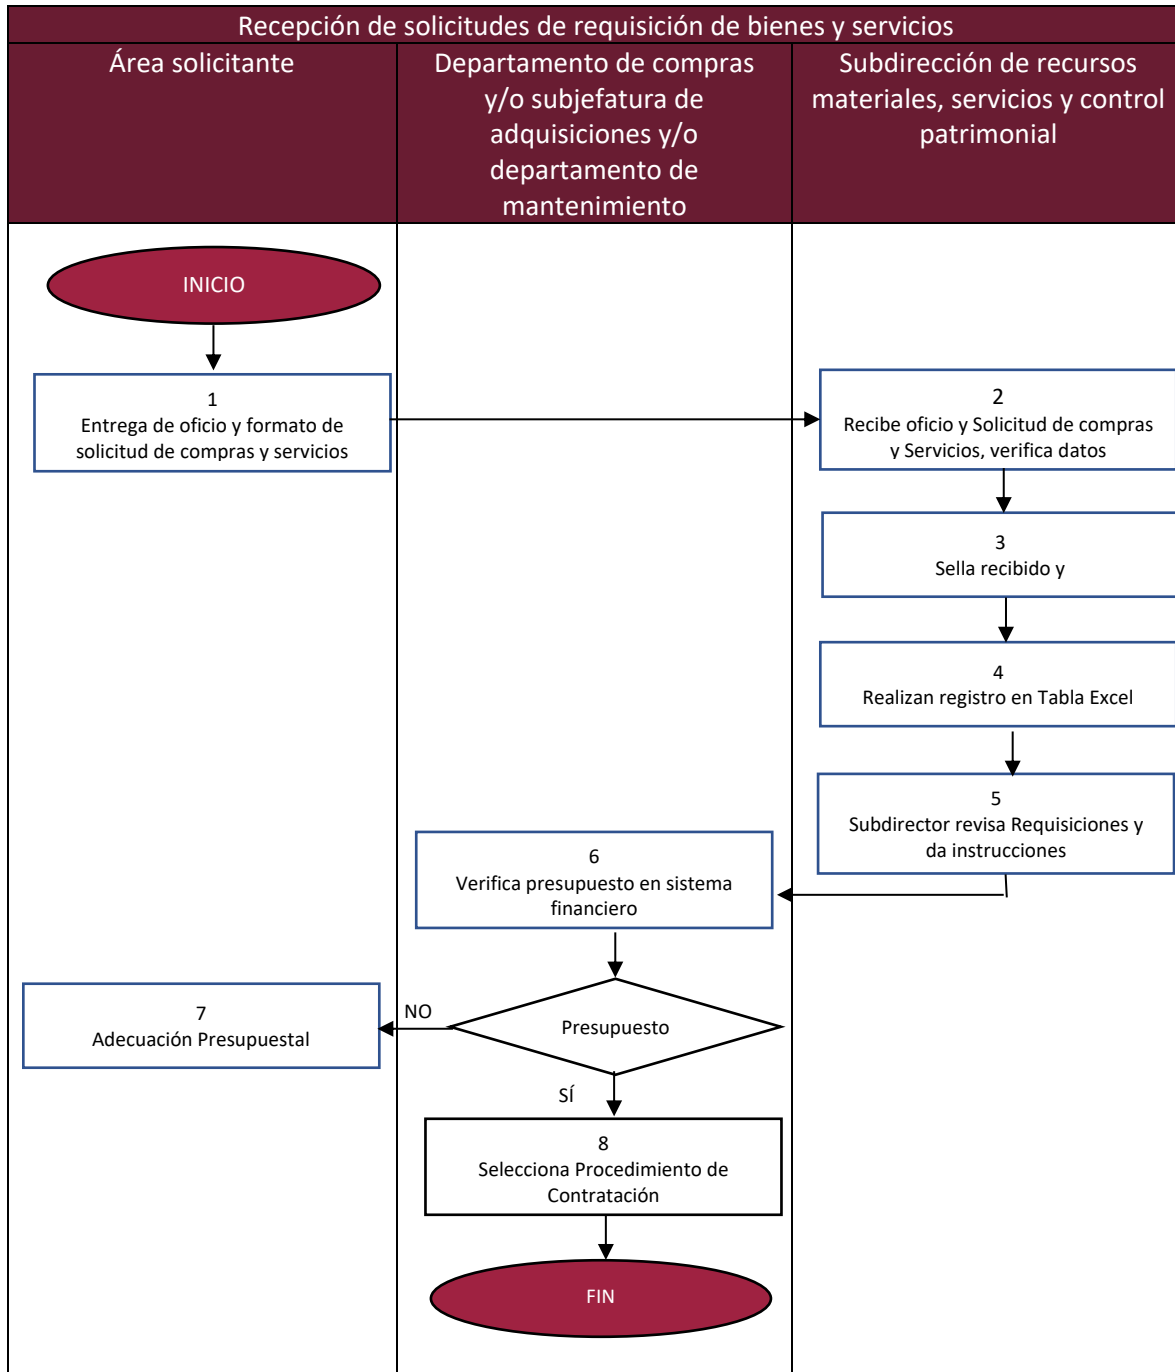 Recepción de solicitudes de requisición de bienes y servicios
Área solicitante
Departamento de compras
y/o subjefatura de
adquisiciones y/o
departamento de
mantenimiento
Subdirección de recursos
materiales, servicios y control
patrimonial
INICIO
1
Entrega de oficio y formato de
solicitud de compras y servicios
2
Recibe oficio y Solicitud de compras
y Servicios, verifica datos
3
Sella recibido y
4
Realizan registro en Tabla Excel
5
Subdirector revisa Requisiciones y
da instrucciones
6
Verifica presupuesto en sistema
financiero
7
Adecuación Presupuestal
NO
Presupuesto
SÍ
8
Selecciona Procedimiento de
Contratación
FIN